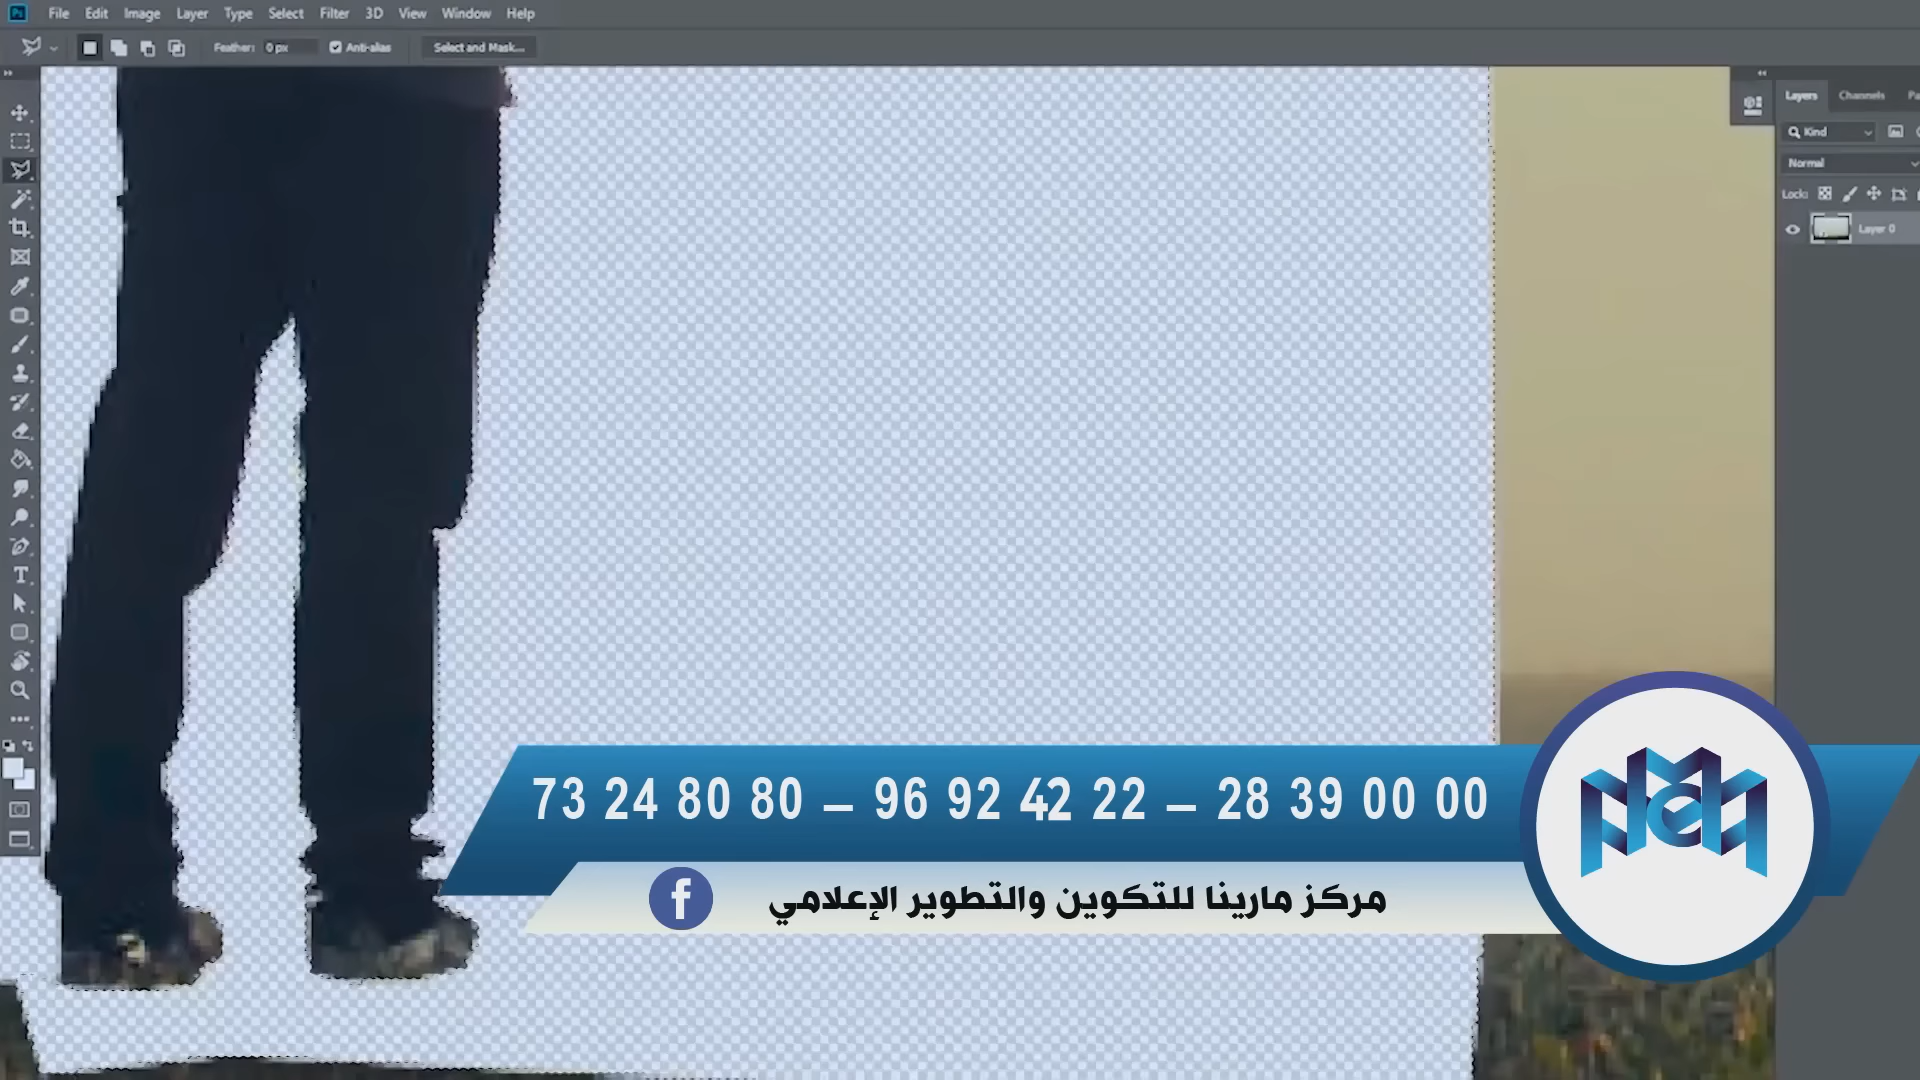 Ps File Edit Image Layer Type Select Filter 3D View Window Help
Feather: 0 px Anti-alias Select and Mask...
Layers Channels Pa
Kind
Normal
Lock:
Layer 0
73 24 80 80 – 96 92 42 22 – 28 39 00 00
مركز مارينا للتكوين والتطوير الإعلامي